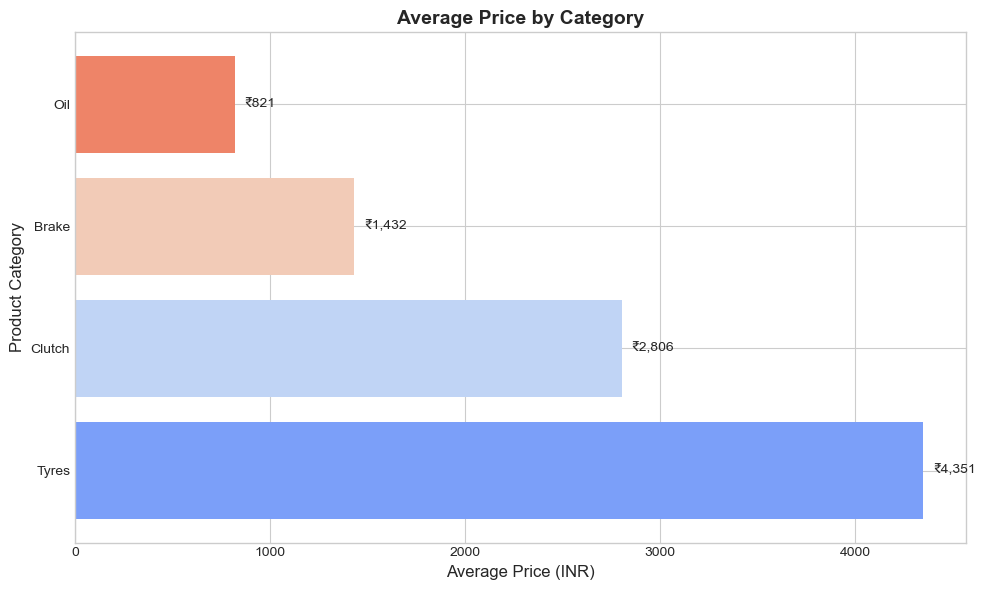 Average Price by Category
Product Category
Oil
₹821
Brake
₹1,432
Clutch
₹2,806
Tyres
₹4,351
0 1000 2000 3000 4000
Average Price (INR)